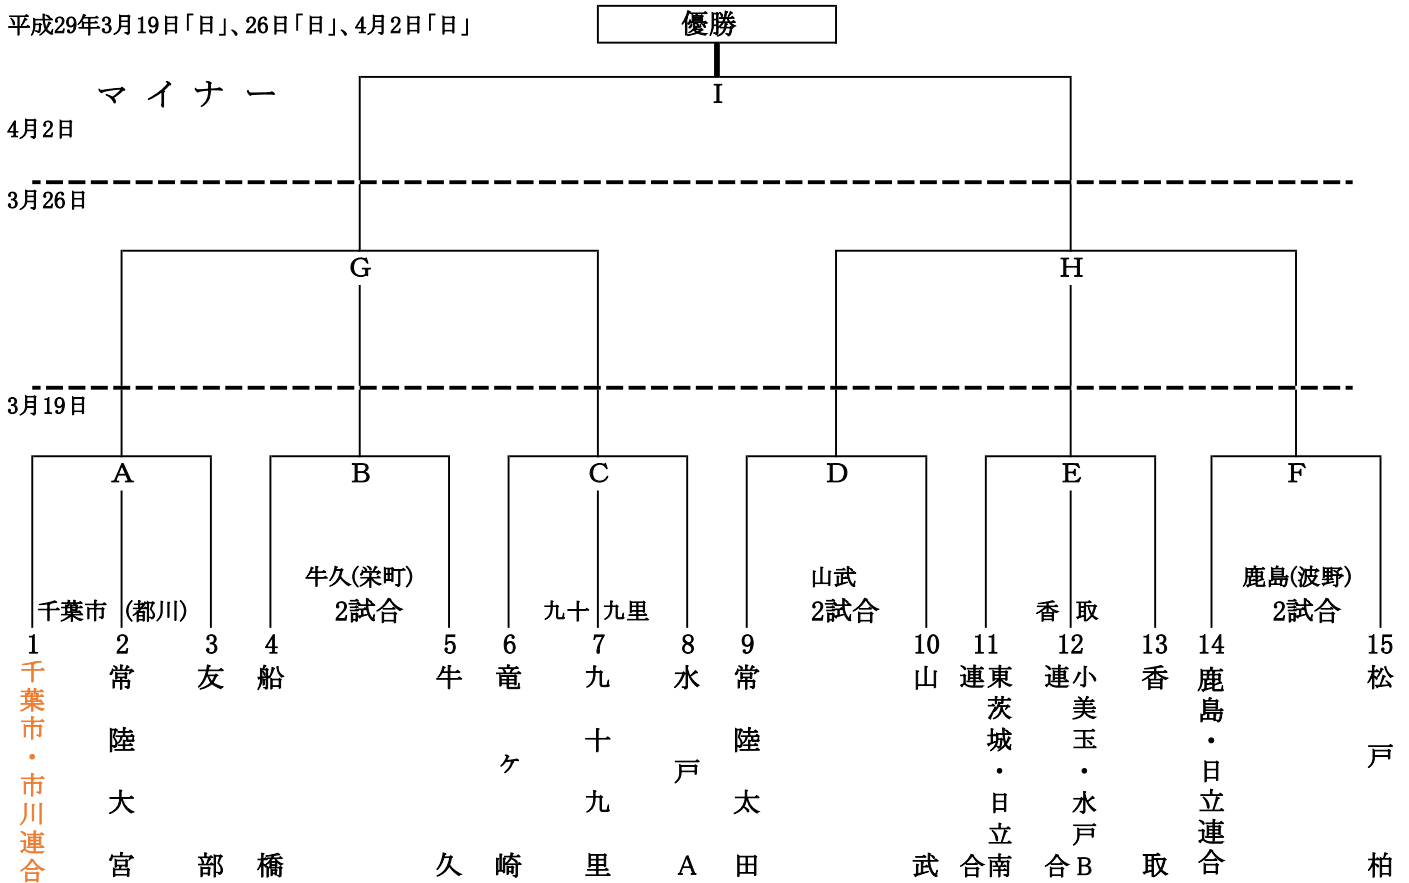 平成29年3月19日「日」、26日「日」、4月2日「日」
優勝
マイナー
I
4月2日
3月26日
G
H
3月19日
A
B
C
D
E
F
牛久(栄町)
山武
鹿島(波野)
千葉市 (都川)
2試合
九十九里
2試合
香取
2試合
1
2
3
4
5
6
7
8
9
10
11
12
13
14
15
千葉市・市川連合
常陸大宮
友部
船橋
牛久
竜ヶ崎
九十九里
水戸A
常陸太田
山武
東茨城・日立南
連合
小美玉・水戸B
連合
香取
鹿島・日立連合
松戸柏